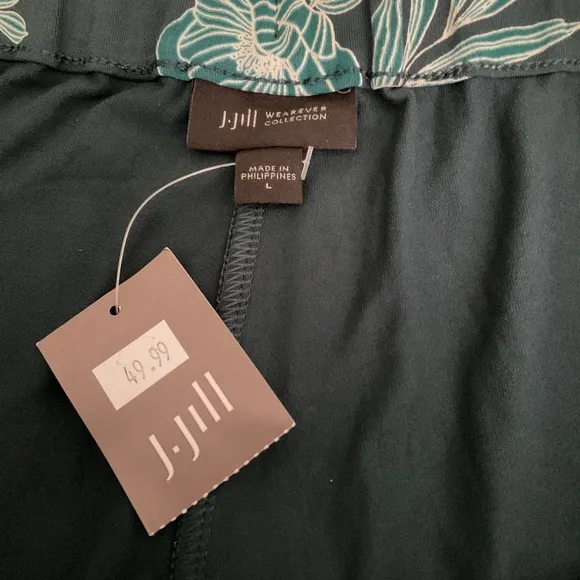 J.Jill WEAREVER
COLLECTION
MADE IN
PHILIPPINES
L
49.99
J.Jill